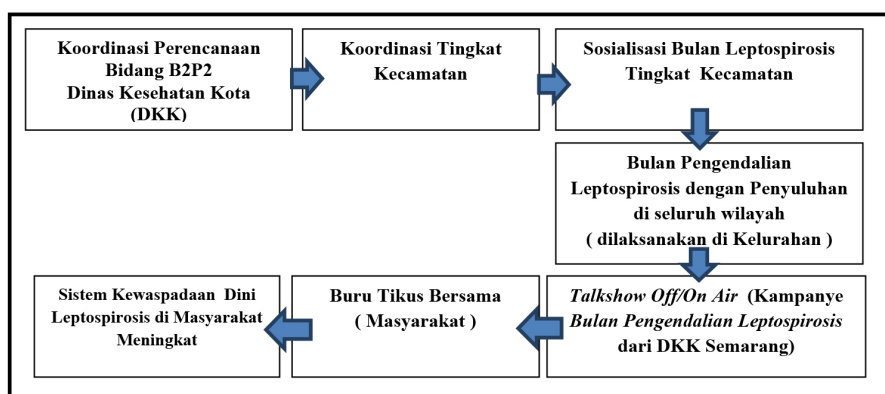 Koordinasi Perencanaan
Bidang B2P2
Dinas Kesehatan Kota
(DKK)
Koordinasi Tingkat
Kecamatan
Sosialisasi Bulan Leptospirosis
Tingkat Kecamatan
Bulan Pengendalian
Leptospirosis dengan Penyuluhan
di seluruh wilayah
( dilaksanakan di Kelurahan )
Talkshow Off/On Air (Kampanye
Bulan Pengendalian Leptospirosis
dari DKK Semarang)
Buru Tikus Bersama
( Masyarakat )
Sistem Kewaspadaan Dini
Leptospirosis di Masyarakat
Meningkat